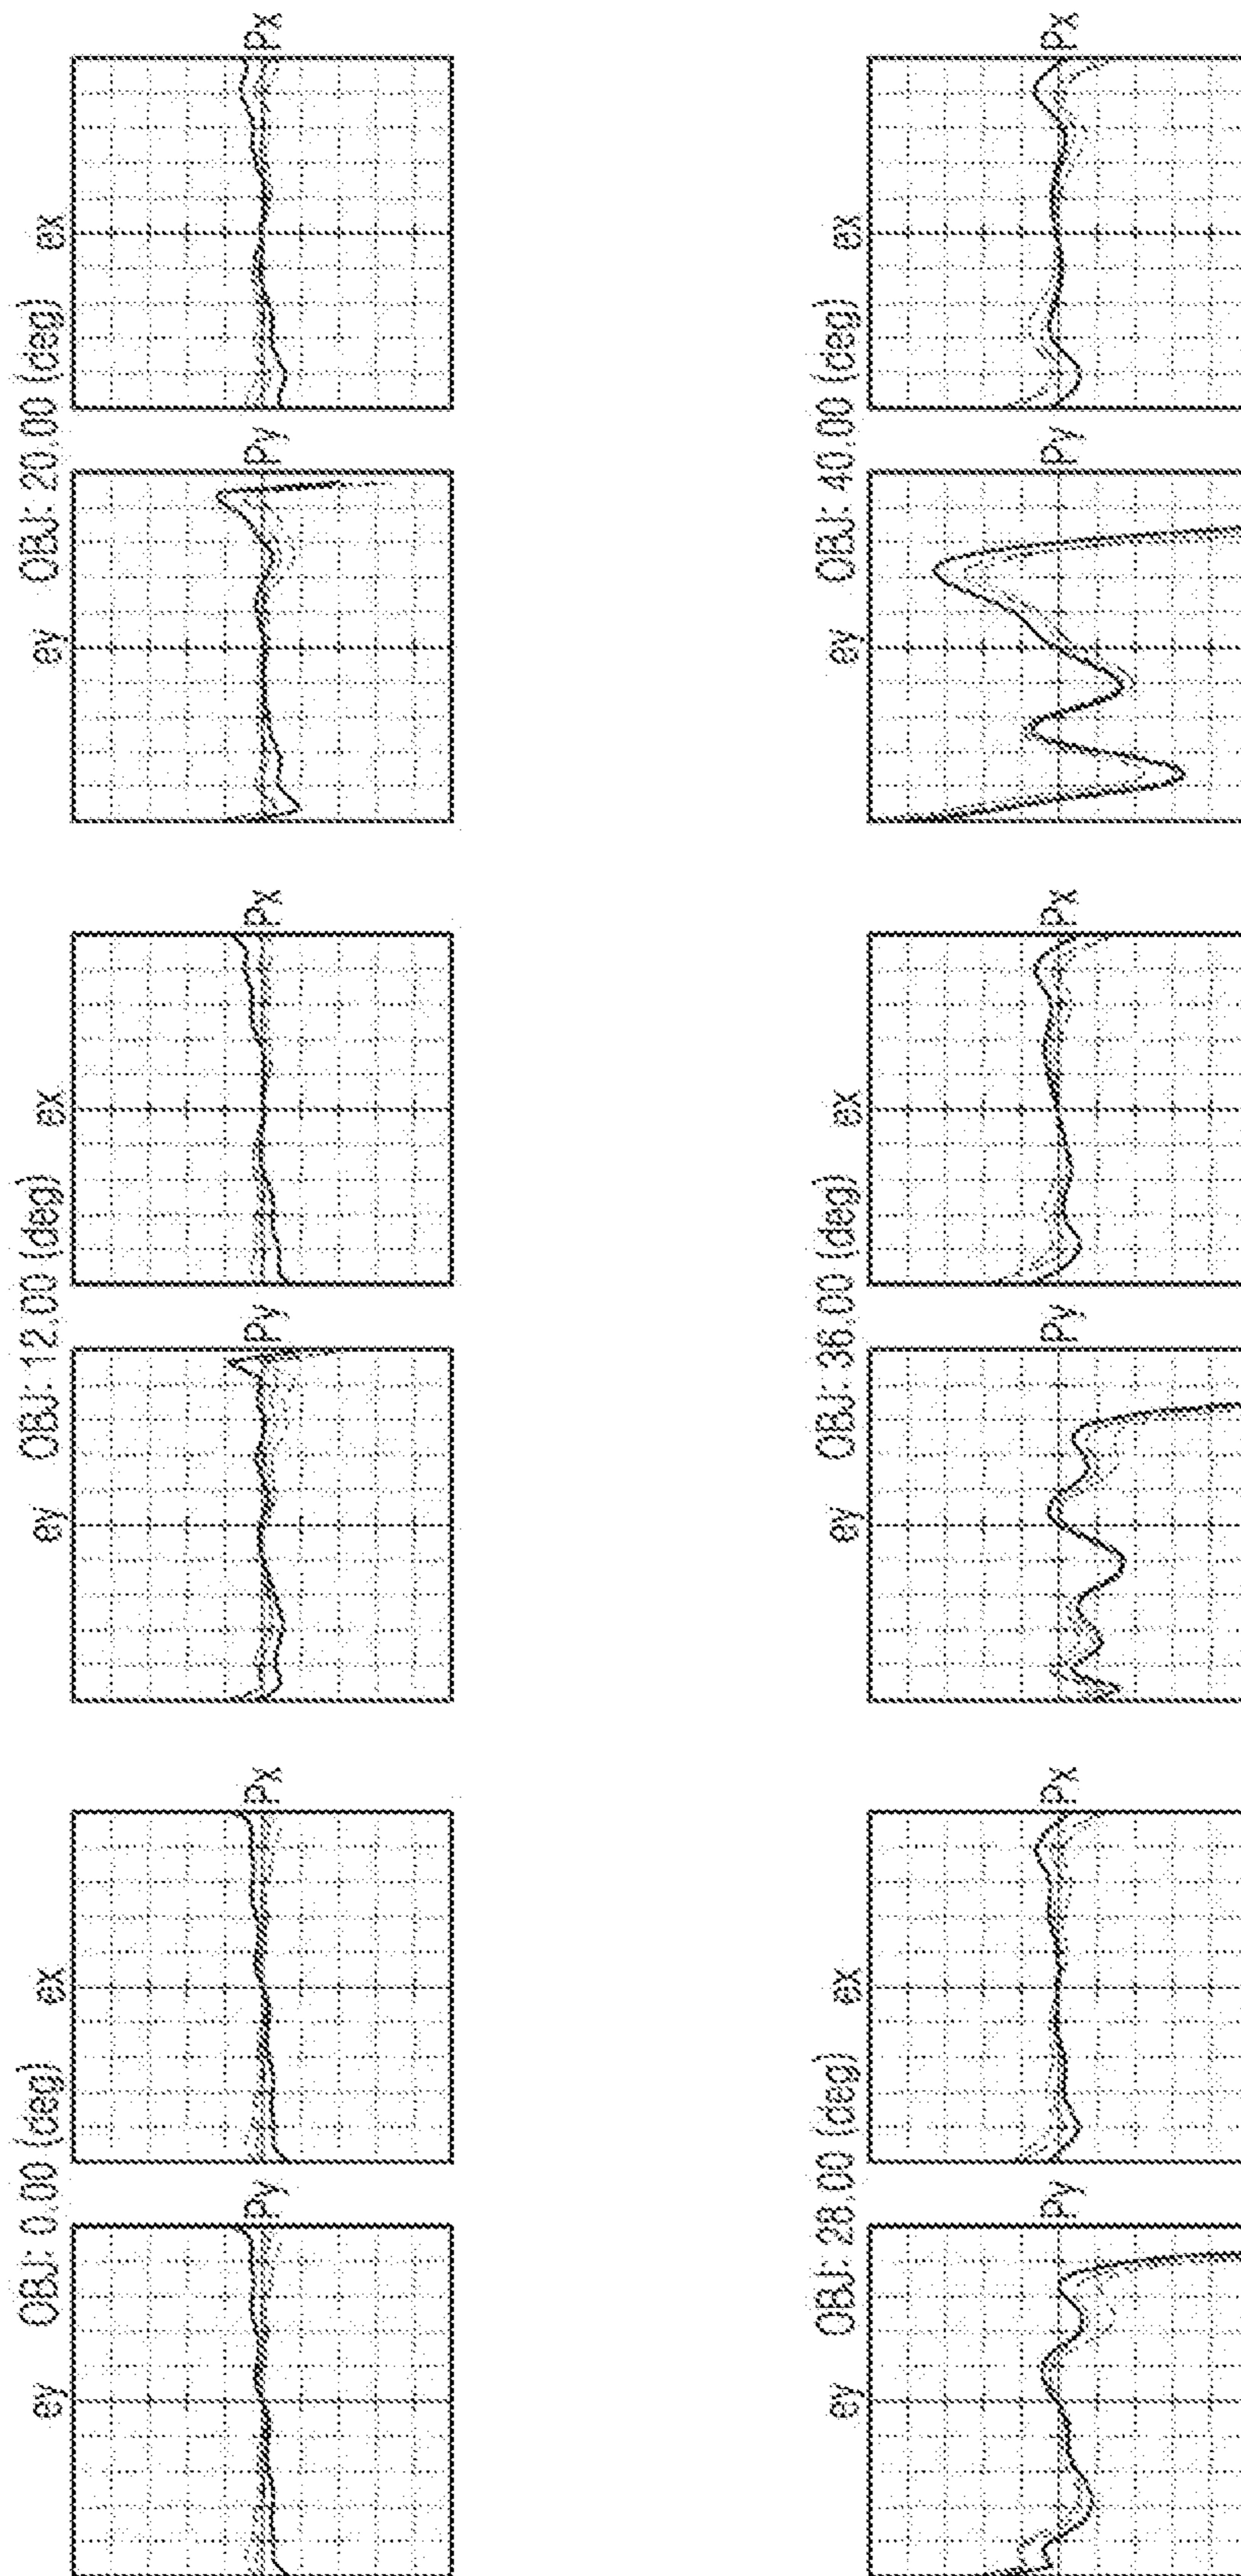 OBJ: 0.00 (deg)
ey
ex
Py
Px
OBJ: 12.00 (deg)
ey
ex
Py
Px
OBJ: 20.00 (deg)
ey
ex
Py
Px
OBJ: 28.00 (deg)
ey
ex
Py
Px
OBJ: 36.00 (deg)
ey
ex
Py
Px
OBJ: 40.00 (deg)
ey
ex
Py
Px